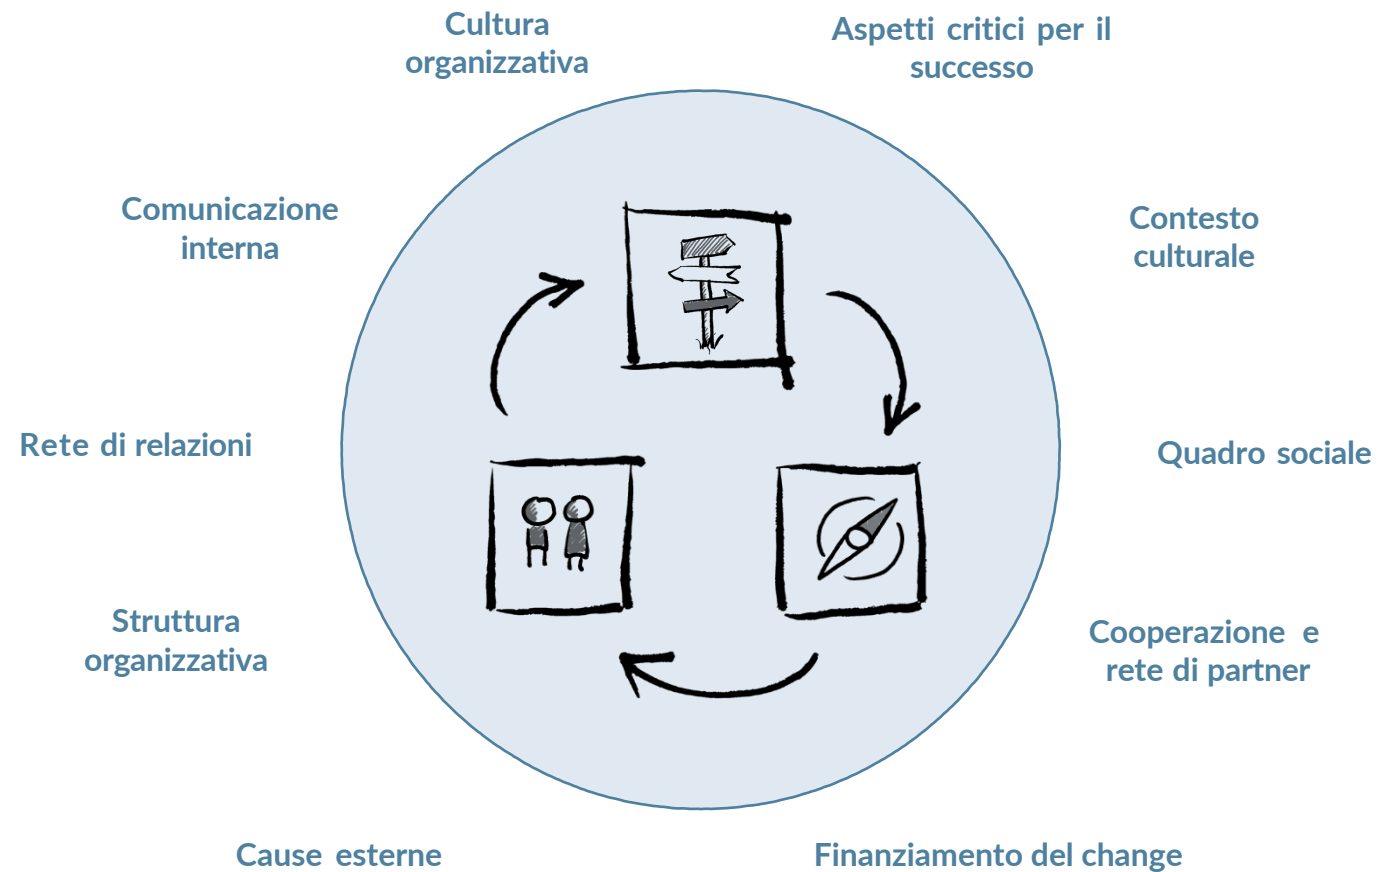 Cultura
organizzativa
Aspetti critici per il
successo
Comunicazione
interna
Contesto
culturale
Rete di relazioni
Quadro sociale
Struttura
organizzativa
Cooperazione e
rete di partner
Cause esterne
Finanziamento del change